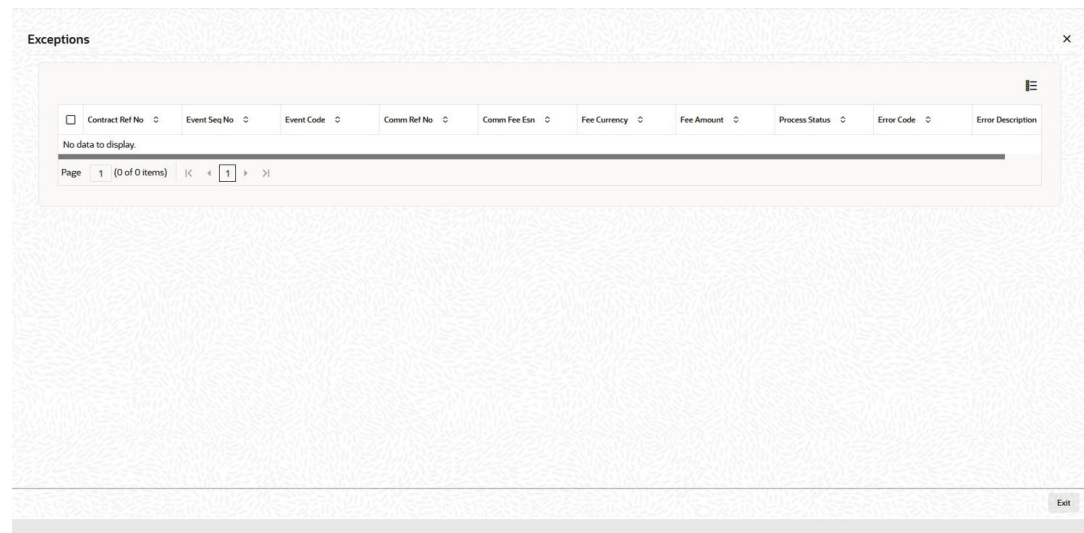 Exceptions
Contract Ref No Event Seq No Event Code Comm Ref No Comm Fee Esn Fee Currency Fee Amount Process Status Error Code Error Description
No data to display.
Page 1 (0 of 0 items) 1
Exit